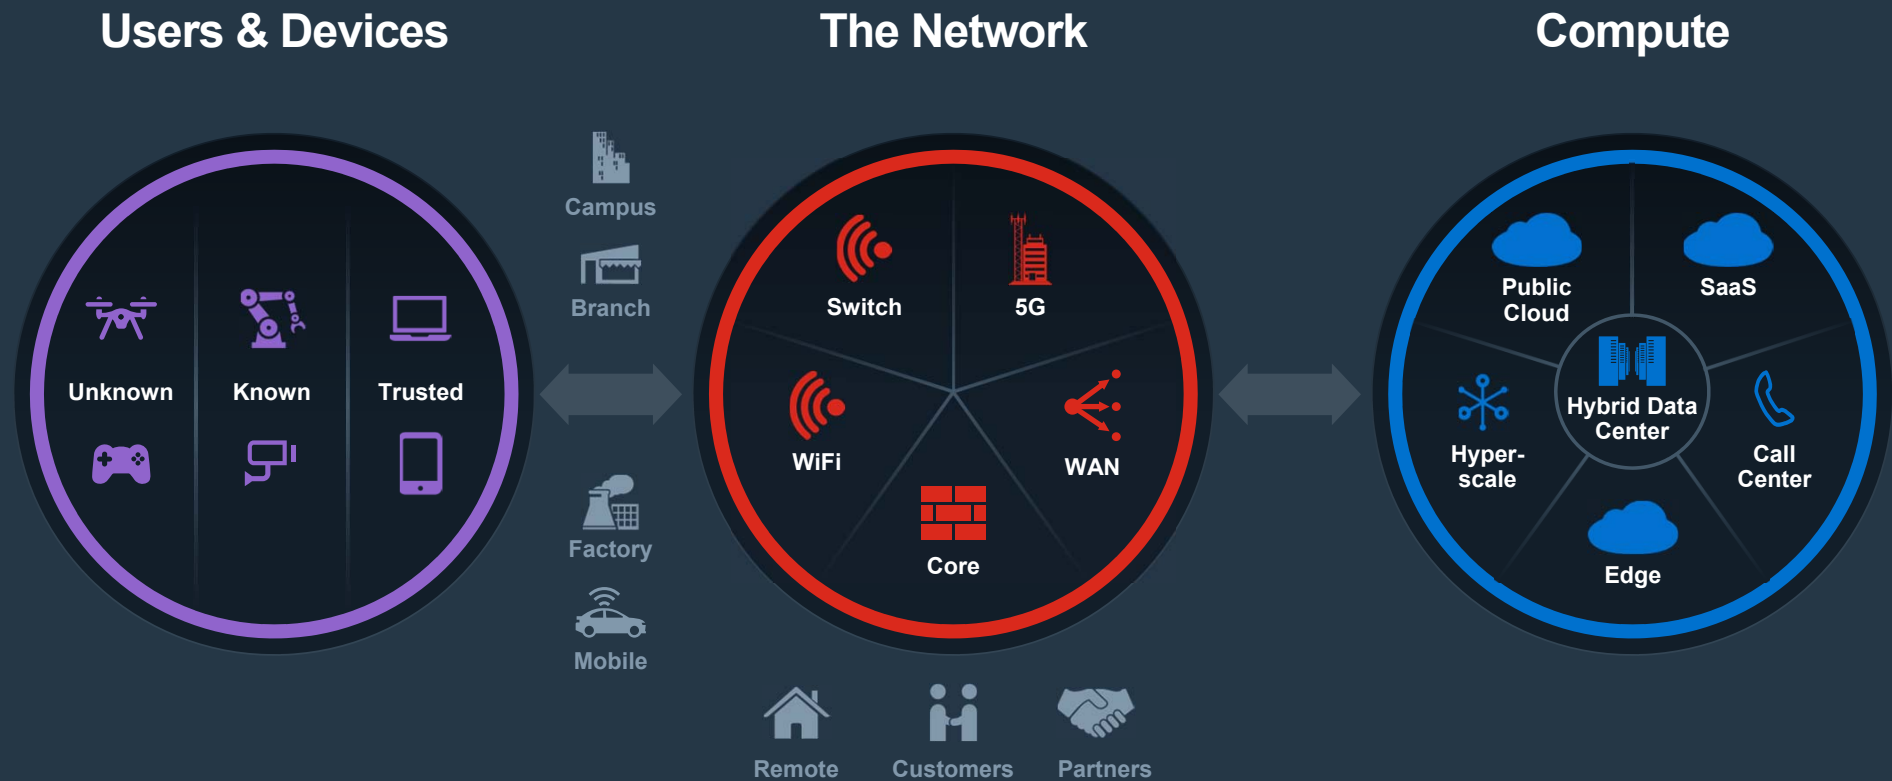 Users & Devices
The Network
Compute
Unknown
Known
Trusted
Campus
Branch
Factory
Mobile
Switch
5G
WiFi
WAN
Core
Remote
Customers
Partners
Public
Cloud
SaaS
Hybrid Data
Center
Hyper-
scale
Call
Center
Edge